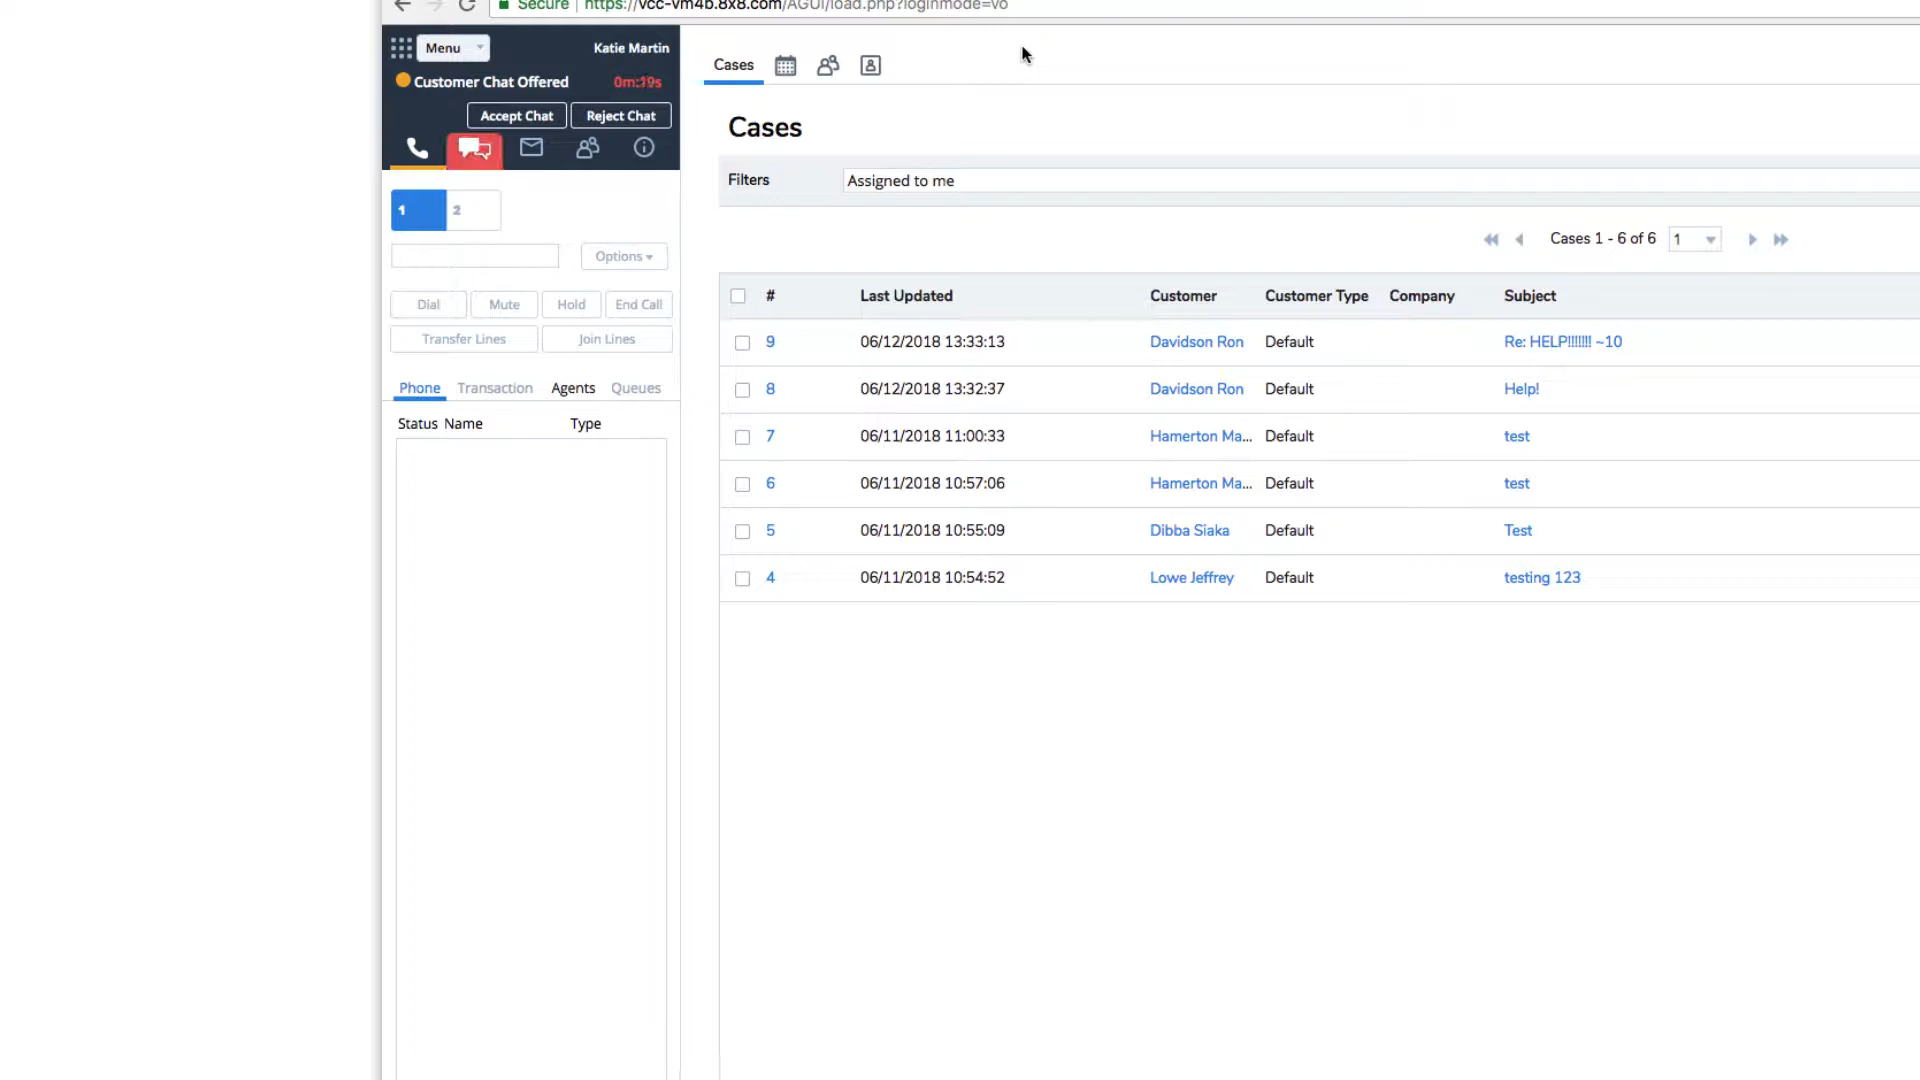 Secure | https://vcc-vm4b.8x8.com/AGUI/load.php?loginmode=vo
Menu
Katie Martin
Customer Chat Offered
Accept Chat
Reject Chat
1
2
Options
Dial
Mute
Hold
End Call
Transfer Lines
Join Lines
Phone
Transaction
Agents
Queues
Status Name
Type
Cases
Cases
Filters
Assigned to me
Cases 1 - 6 of 6
1
# Last Updated Customer Customer Type Company Subject
9 06/12/2018 13:33:13 Davidson Ron Default Re: HELP!!!!!!! ~10
8 06/12/2018 13:32:37 Davidson Ron Default Help!
7 06/11/2018 11:00:33 Hamerton Ma... Default test
6 06/11/2018 10:57:06 Hamerton Ma... Default test
5 06/11/2018 10:55:09 Dibba Siaka Default Test
4 06/11/2018 10:54:52 Lowe Jeffrey Default testing 123